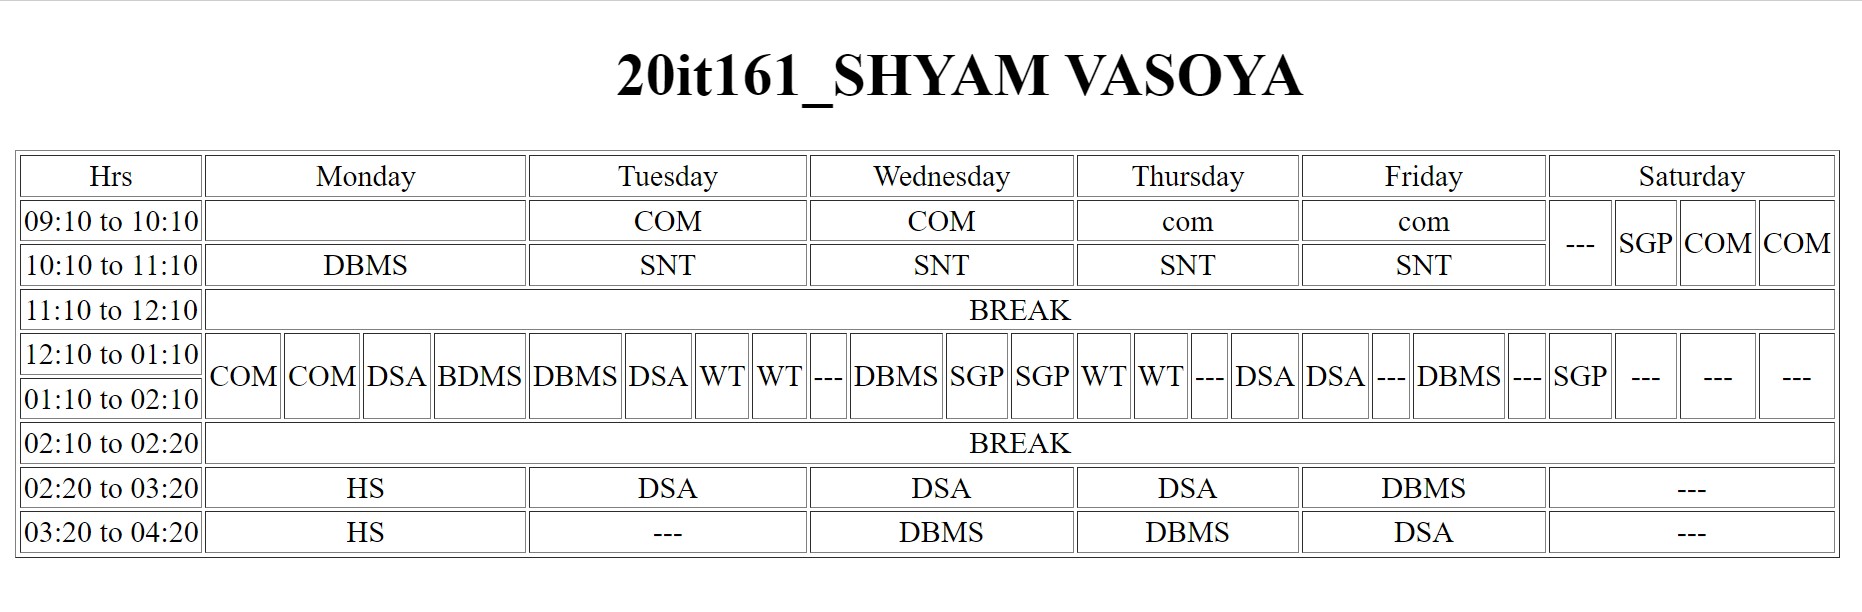 20it161_SHYAM VASOYA
Hrs Monday Tuesday Wednesday Thursday Friday Saturday
09:10 to 10:10 COM COM com com --- SGP COM COM
10:10 to 11:10 DBMS SNT SNT SNT SNT
11:10 to 12:10 BREAK
12:10 to 01:10 COM COM DSA BDMS DBMS DSA WT WT --- DBMS SGP SGP WT WT --- DSA DSA --- DBMS --- SGP --- --- ---
01:10 to 02:10
02:10 to 02:20 BREAK
02:20 to 03:20 HS DSA DSA DSA DBMS ---
03:20 to 04:20 HS --- DBMS DBMS DSA ---